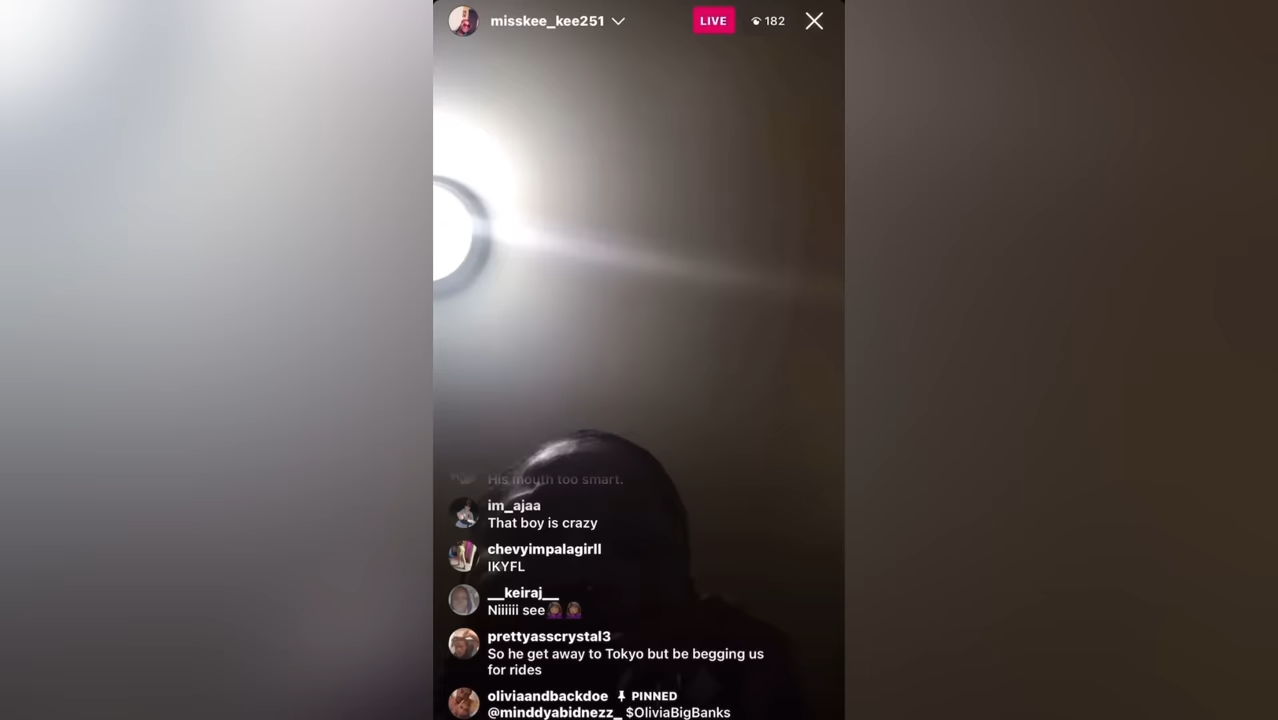 misskee_kee251
LIVE
182
His mouth too smart.
im_ajaa
That boy is crazy
chevyimpalagirll
IKYFL
__keiraj__
Niiiiii see🙅🏽‍♀️🙅🏽‍♀️
prettyasscrystal3
So he get away to Tokyo but be begging us
for rides
oliviaandbackdoe PINNED
@minddyabidnezz_ $OliviaBigBanks